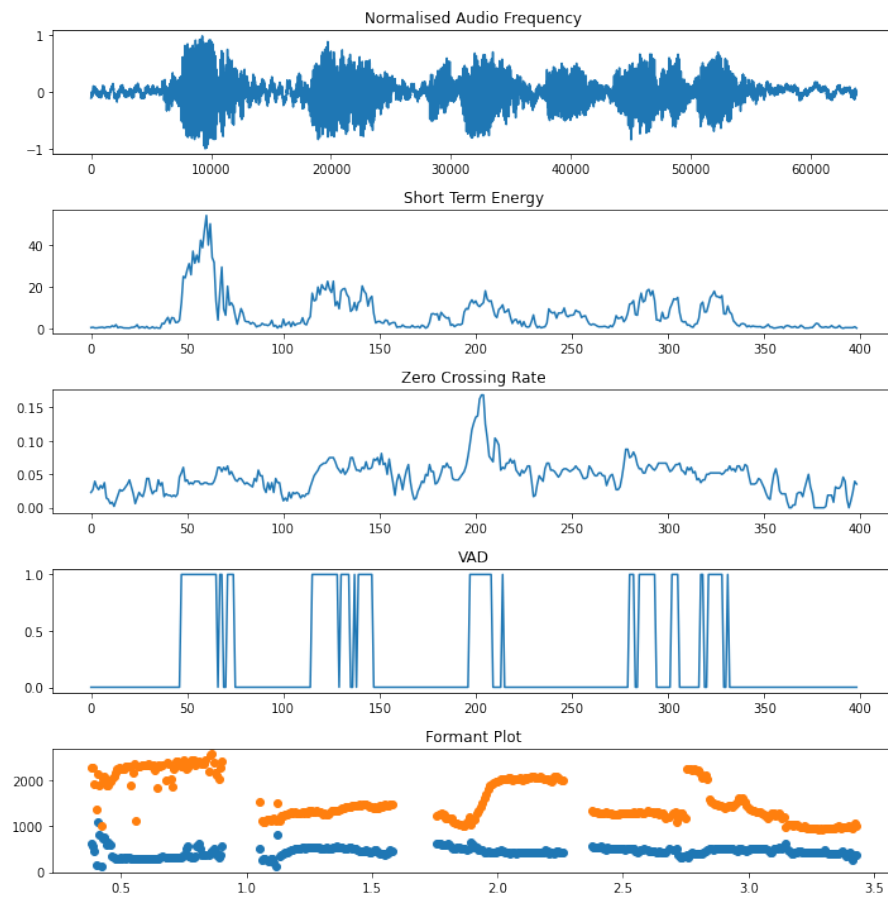 Normalised Audio Frequency
1
0
−1
0 10000 20000 30000 40000 50000 60000
Short Term Energy
40
20
0
0 50 100 150 200 250 300 350 400
Zero Crossing Rate
0.15
0.10
0.05
0.00
0 50 100 150 200 250 300 350 400
VAD
1.0
0.5
0.0
0 50 100 150 200 250 300 350 400
Formant Plot
2000
1000
0
0.5 1.0 1.5 2.0 2.5 3.0 3.5